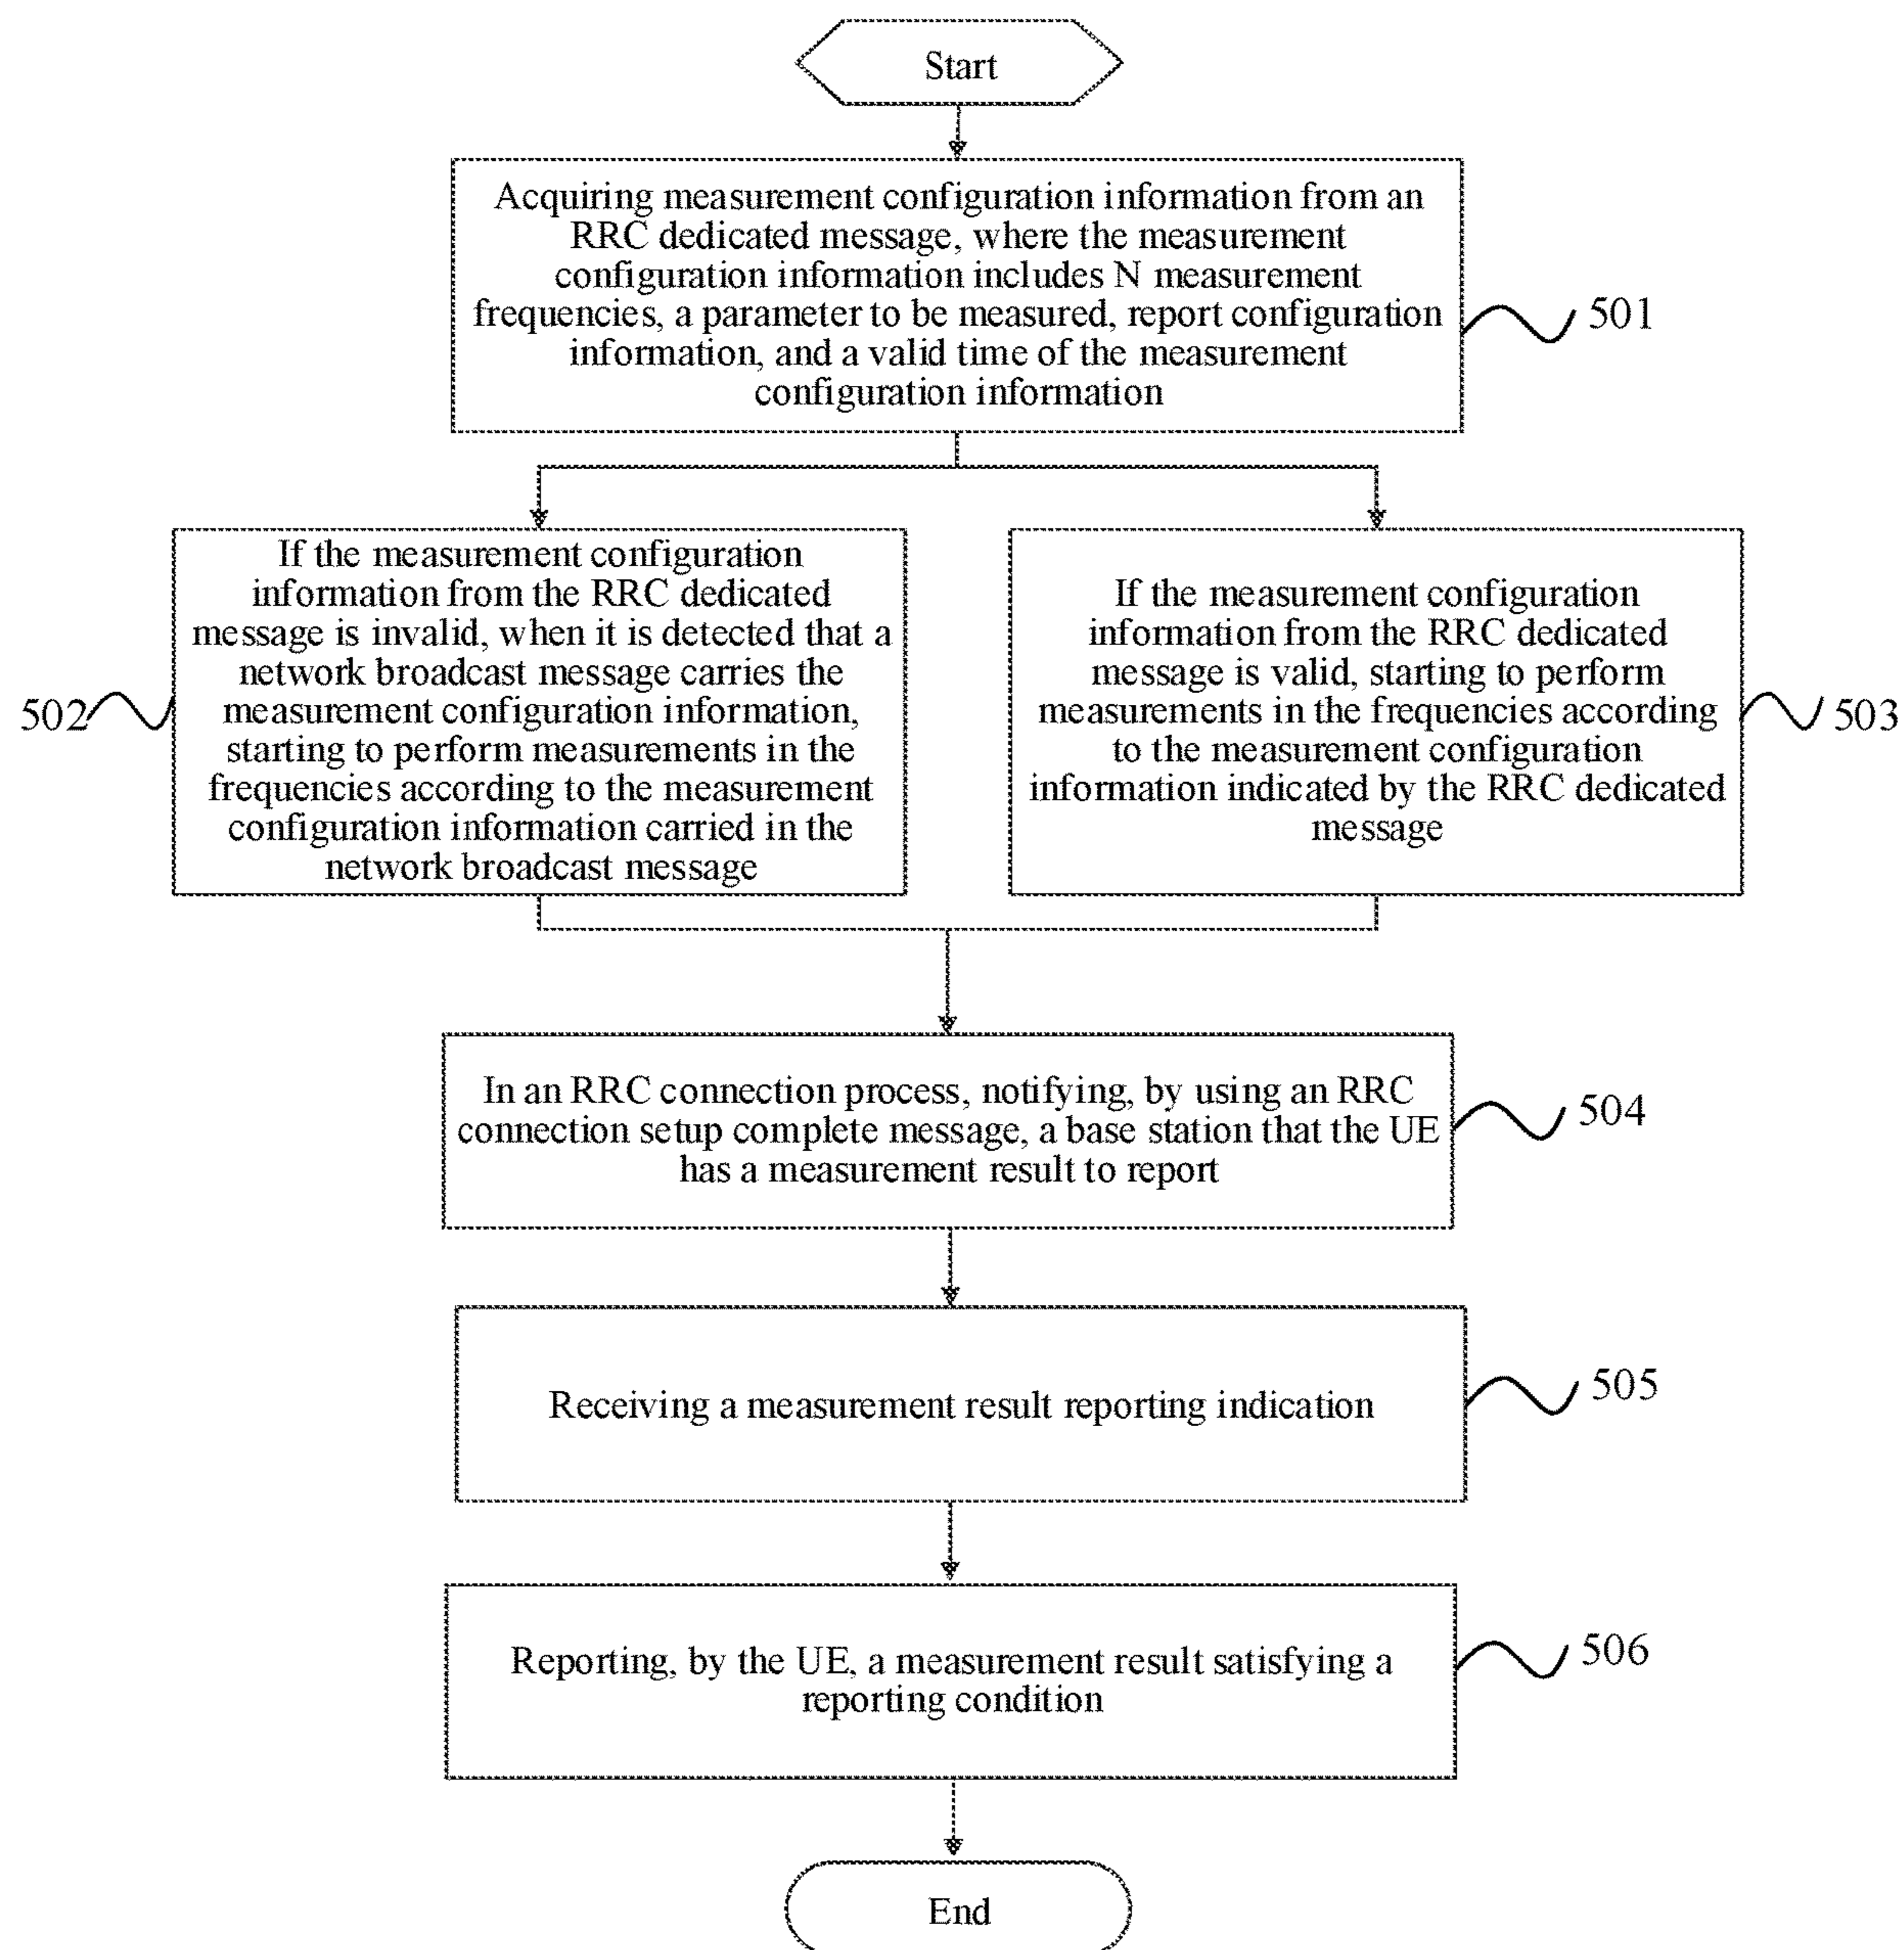 Start
Acquiring measurement configuration information from an
RRC dedicated message, where the measurement
configuration information includes N measurement
frequencies, a parameter to be measured, report configuration
information, and a valid time of the measurement
configuration information
501
If the measurement configuration
information from the RRC dedicated
message is invalid, when it is detected that a
network broadcast message carries the
measurement configuration information,
starting to perform measurements in the
frequencies according to the measurement
configuration information carried in the
network broadcast message
502
If the measurement configuration
information from the RRC dedicated
message is valid, starting to perform
measurements in the frequencies according
to the measurement configuration
information indicated by the RRC dedicated
message
503
In an RRC connection process, notifying, by using an RRC
connection setup complete message, a base station that the UE
has a measurement result to report
504
Receiving a measurement result reporting indication
505
Reporting, by the UE, a measurement result satisfying a
reporting condition
506
End